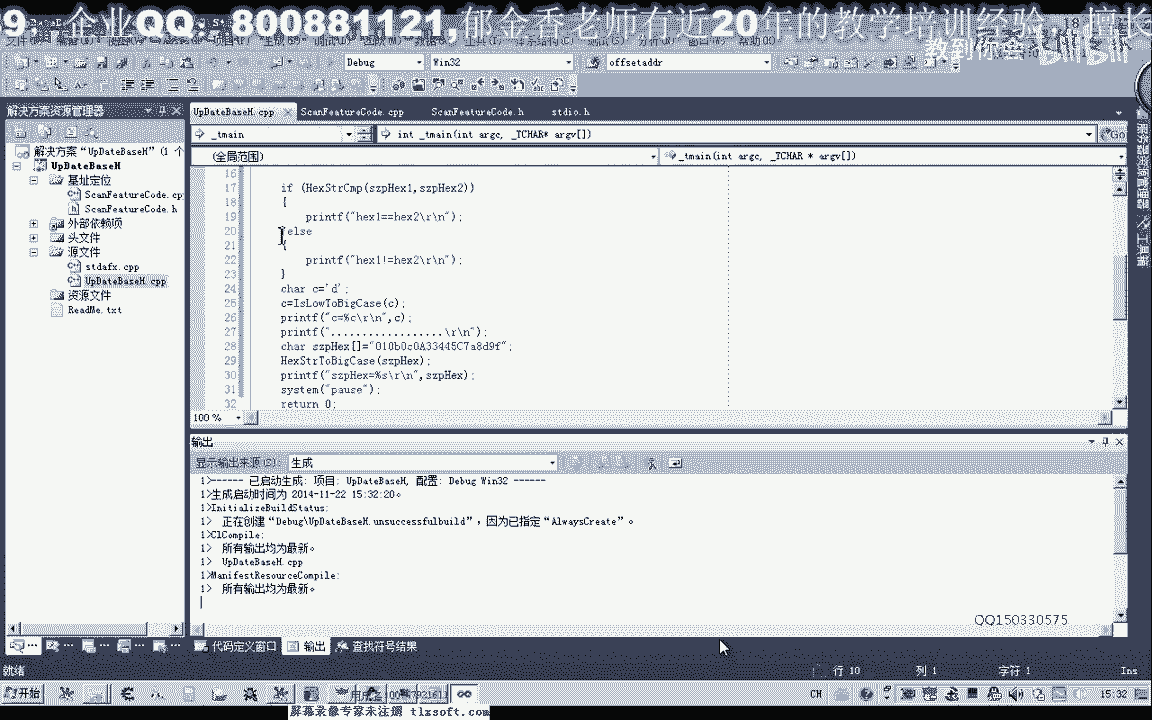 9，企业QQ：800881121,郁金香老师有近20年的教学培训经验，擅长
教到你会
Debug
Win32
offsetaddr
解决方案资源管理器
UpDateBaseH.cpp
ScanFeatureCode.cpp
ScanFeatureCode.h
stdio.h
_tmain
int _tmain(int argc, _TCHAR* argv[])
Go
(全局范围)
_tmain(int argc, _TCHAR * argv[])
解决方案“UpDateBaseH”(1 个
UpDateBaseH
基址定位
ScanFeatureCode.cp
ScanFeatureCode.h
外部依赖项
头文件
源文件
stdafx.cpp
UpDateBaseH.cpp
资源文件
ReadMe.txt
服务器资源管理器
工具箱
16
17 if (HexStrCmp(szpHex1,szpHex2))
18 {
19 printf("hex1==hex2\r\n");
20 }else
21 {
22 printf("hex1!=hex2\r\n");
23 }
24 char c='d';
25 c=IsLowToBigCase(c);
26 printf("c=%c\r\n",c);
27 printf("..................\r\n");
28 char szpHex[]="010b0c0A33445C7a8d9f";
29 HexStrToBigCase(szpHex);
30 printf("szpHex=%s\r\n",szpHex);
31 system("pause");
32 return 0;
100 %
输出
显示输出来源(S):
生成
1>------ 已启动生成: 项目: UpDateBaseH, 配置: Debug Win32 ------
1>生成启动时间为 2014-11-22 15:32:20。
1>InitializeBuildStatus:
1> 正在创建“Debug\UpDateBaseH.unsuccessfulbuild”，因为已指定“AlwaysCreate”。
1>ClCompile:
1> 所有输出均为最新。
1> UpDateBaseH.cpp
1>ManifestResourceCompile:
1> 所有输出均为最新。
QQ150330575
代码定义窗口
输出
查找符号结果
就绪
行 10
列 1
字符 1
Ins
开始
CH
15:32
屏幕录像专家未注册 tlxsoft.com